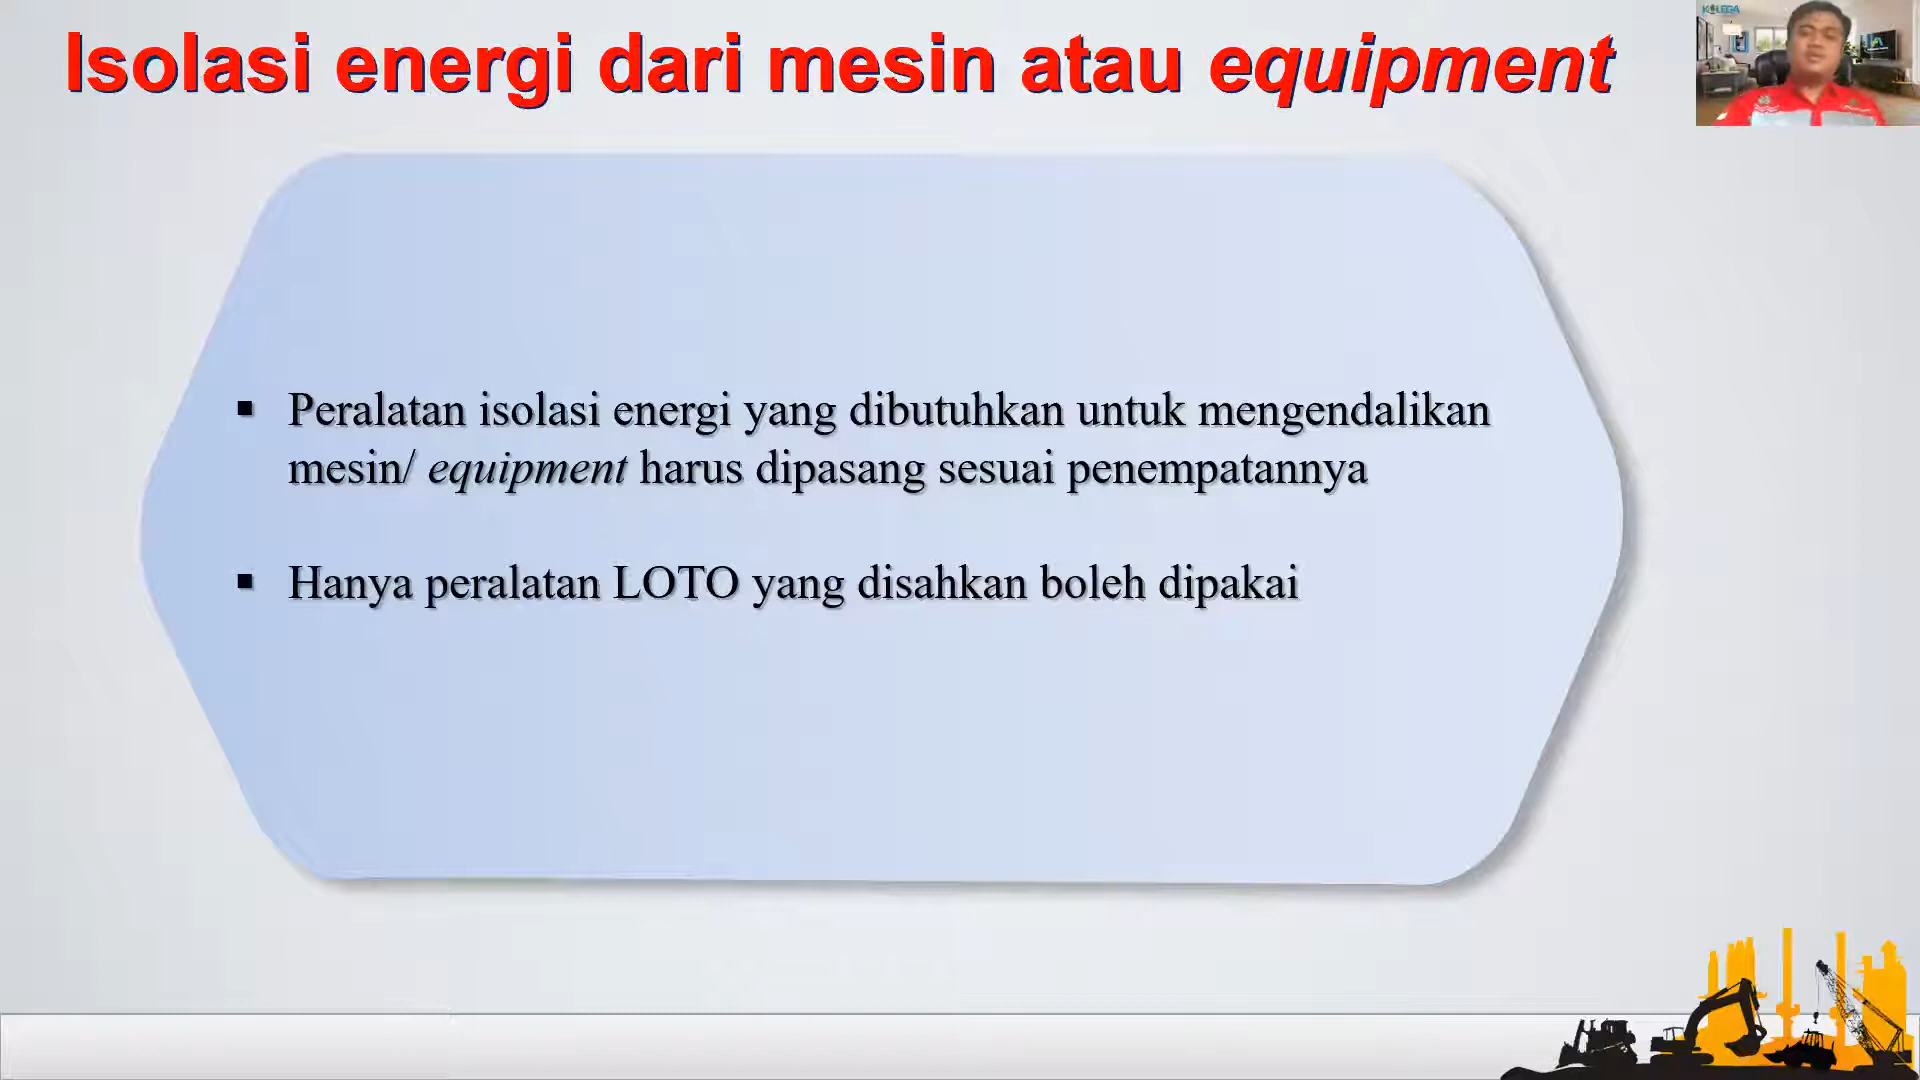 Isolasi energi dari mesin atau equipment
KOLEGA
▪ Peralatan isolasi energi yang dibutuhkan untuk mengendalikan
mesin/ equipment harus dipasang sesuai penempatannya
▪ Hanya peralatan LOTO yang disahkan boleh dipakai